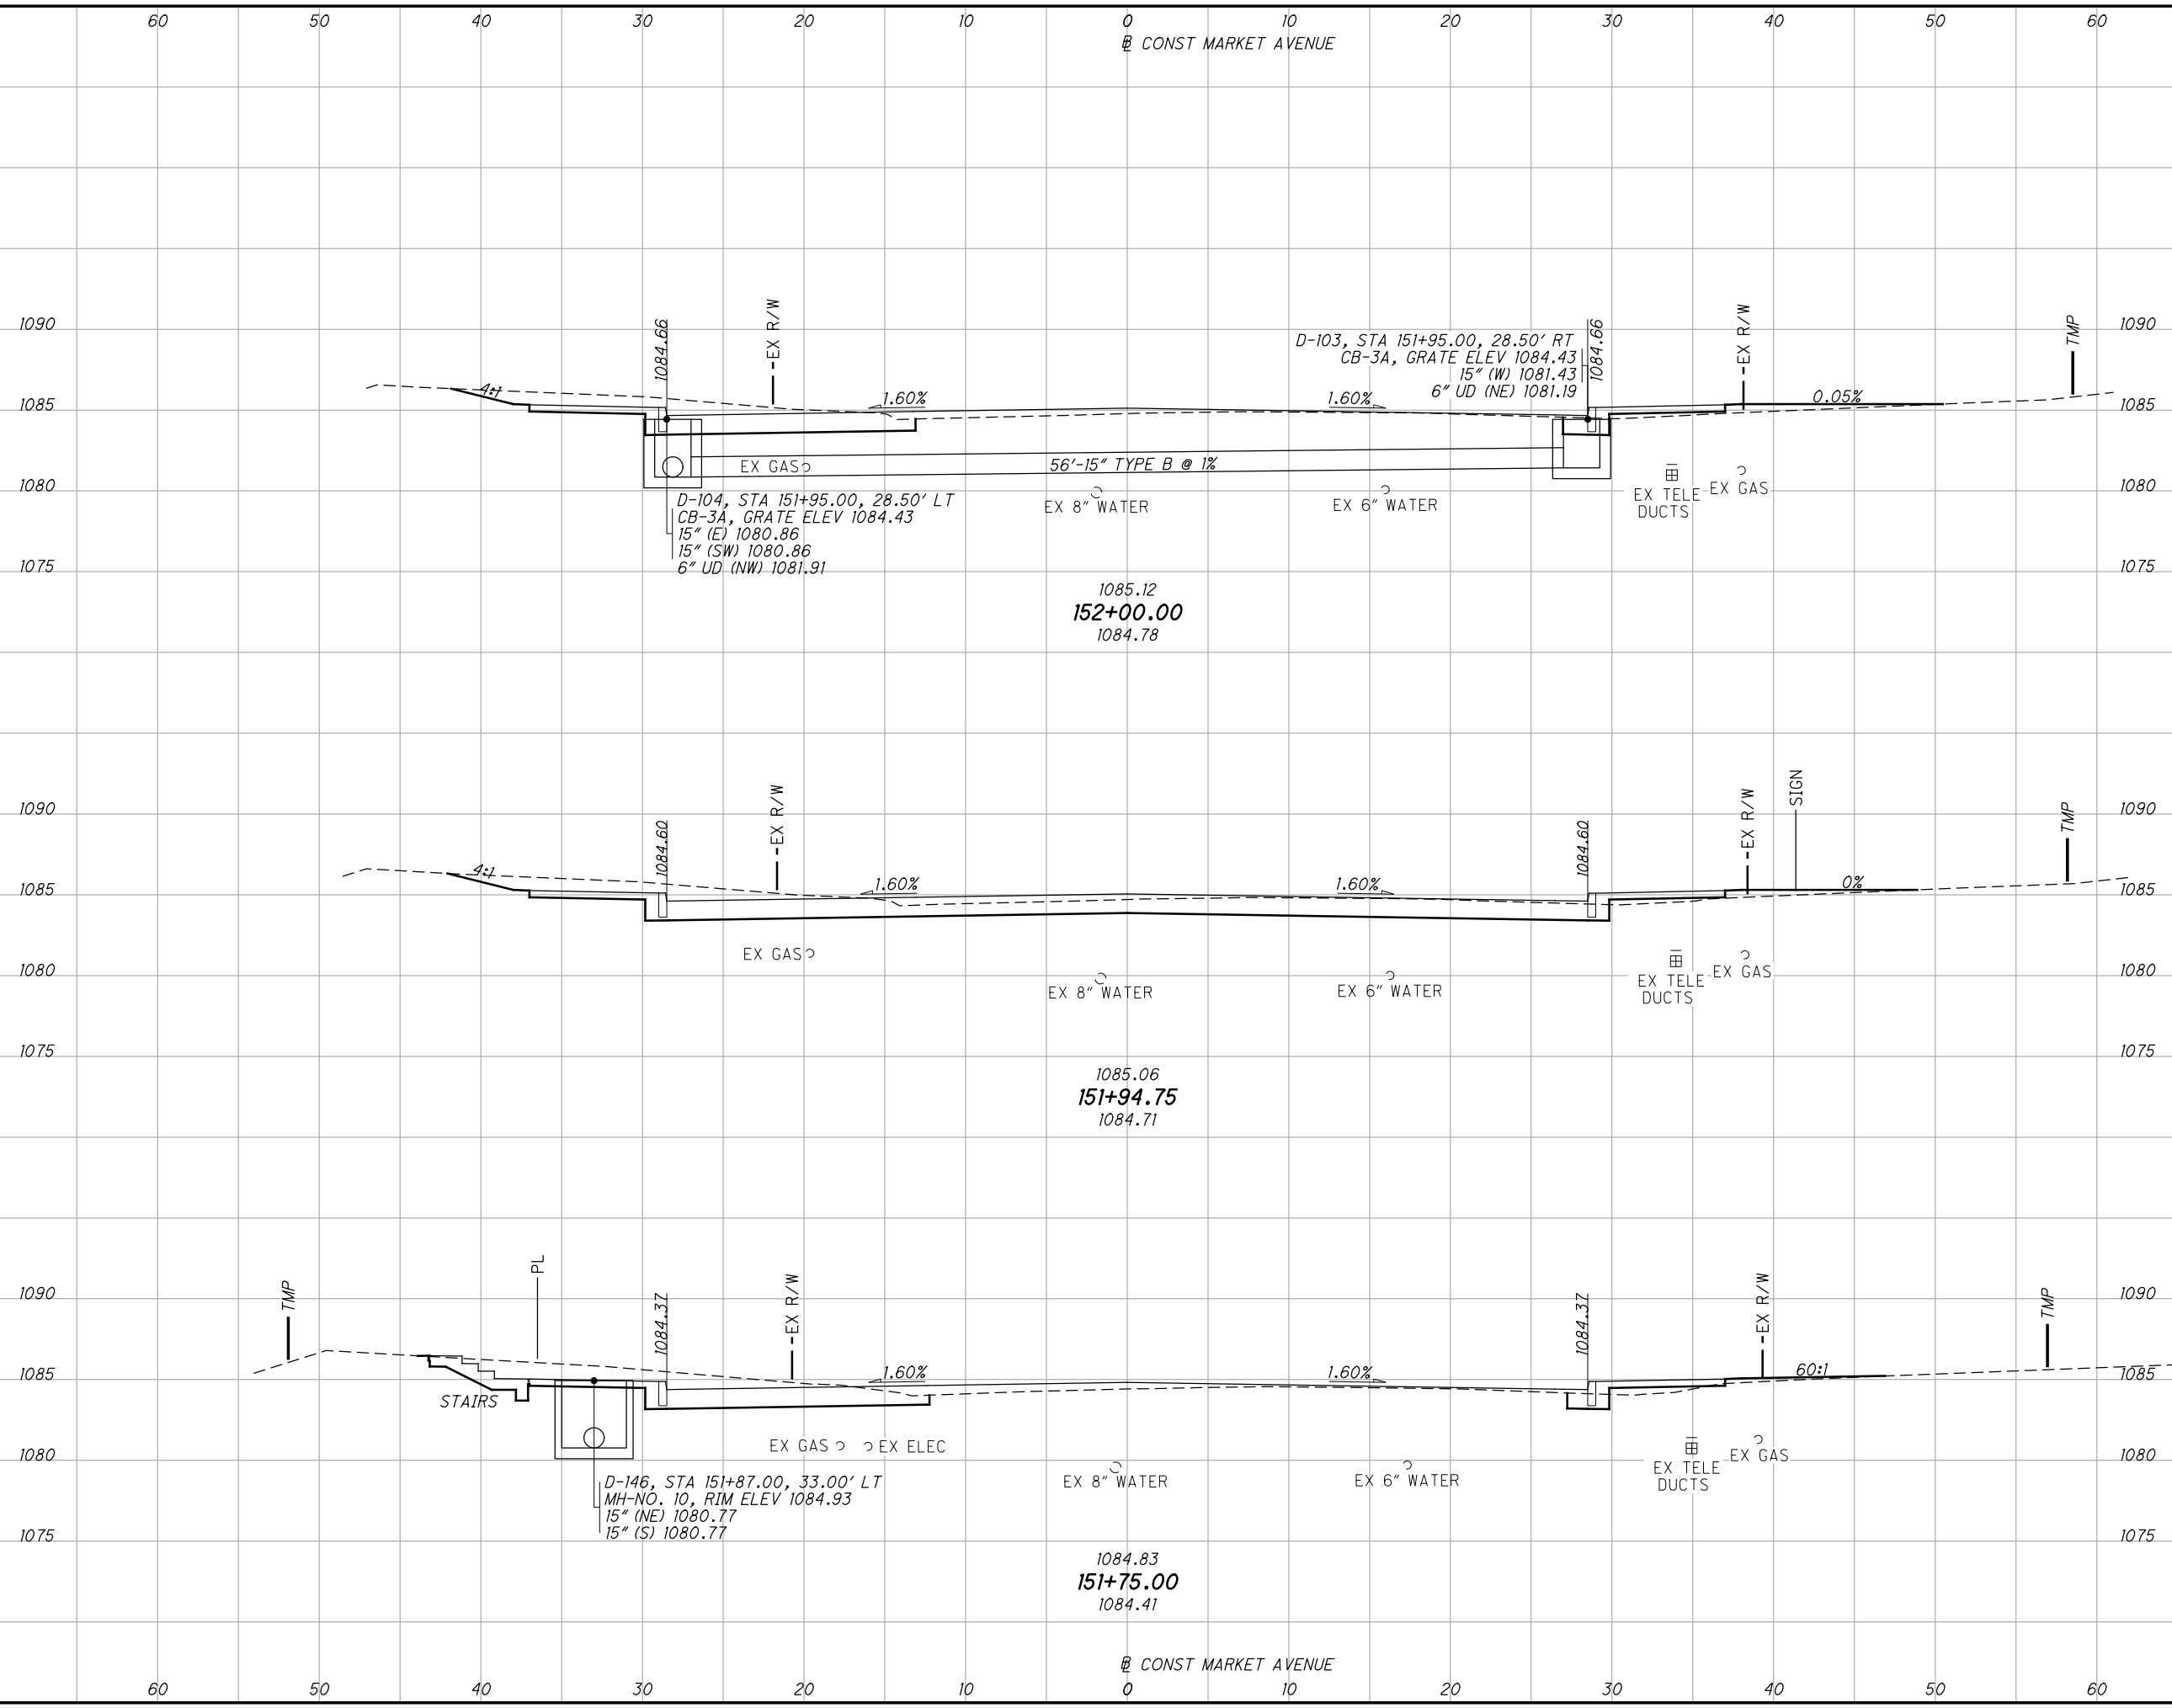 60 50 40 30 20 10 0 10 20 30 40 50 60
℄ CONST MARKET AVENUE
1084.66
EX R/W
D-103, STA 151+95.00, 28.50' RT
CB-3A, GRATE ELEV 1084.43
15" (W) 1081.43
6" UD (NE) 1081.19
1084.66
EX R/W
TMP
1090 1090
4:1
1.60%
1.60%
0.05%
1085 1085
EX GAS
56'-15" TYPE B @ 1%
1080 1080
D-104, STA 151+95.00, 28.50' LT
CB-3A, GRATE ELEV 1084.43
15" (E) 1080.86
15" (SW) 1080.86
6" UD (NW) 1081.91
EX 8" WATER
EX 6" WATER
EX TELE
DUCTS
EX GAS
1075 1075
1085.12
152+00.00
1084.78
1084.60
EX R/W
1084.60
EX R/W
SIGN
TMP
1090 1090
4:1
1.60%
1.60%
0%
1085 1085
EX GAS
1080 1080
EX 8" WATER
EX 6" WATER
EX TELE
DUCTS
EX GAS
1075 1075
1085.06
151+94.75
1084.71
TMP
PL
1084.37
EX R/W
1084.37
EX R/W
TMP
1090 1090
1.60%
1.60%
60:1
1085 1085
STAIRS
EX GAS
EX ELEC
1080 1080
EX 8" WATER
EX 6" WATER
EX TELE
DUCTS
EX GAS
D-146, STA 151+87.00, 33.00' LT
MH-NO. 10, RIM ELEV 1084.93
15" (NE) 1080.77
15" (S) 1080.77
1075 1075
1084.83
151+75.00
1084.41
℄ CONST MARKET AVENUE
60 50 40 30 20 10 0 10 20 30 40 50 60